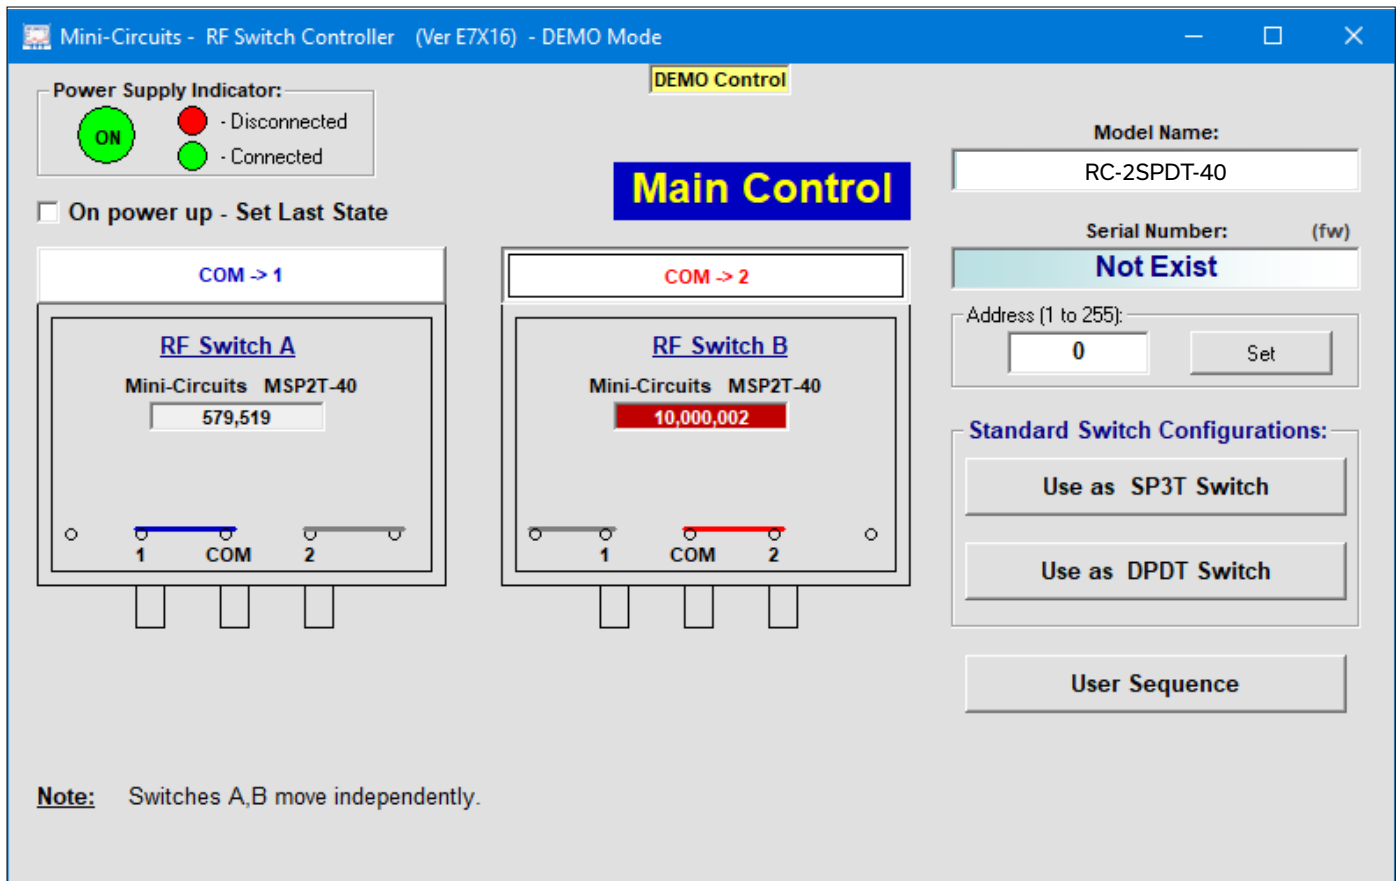 Mini-Circuits - RF Switch Controller (Ver E7X16) - DEMO Mode
DEMO Control
Power Supply Indicator:
ON
- Disconnected
- Connected
On power up - Set Last State
Main Control
Model Name:
RC-2SPDT-40
Serial Number: (fw)
Not Exist
Address (1 to 255):
0 Set
COM -> 1
RF Switch A
Mini-Circuits MSP2T-40
579,519
1 COM 2
COM -> 2
RF Switch B
Mini-Circuits MSP2T-40
10,000,002
1 COM 2
Standard Switch Configurations:
Use as SP3T Switch
Use as DPDT Switch
User Sequence
Note: Switches A,B move independently.